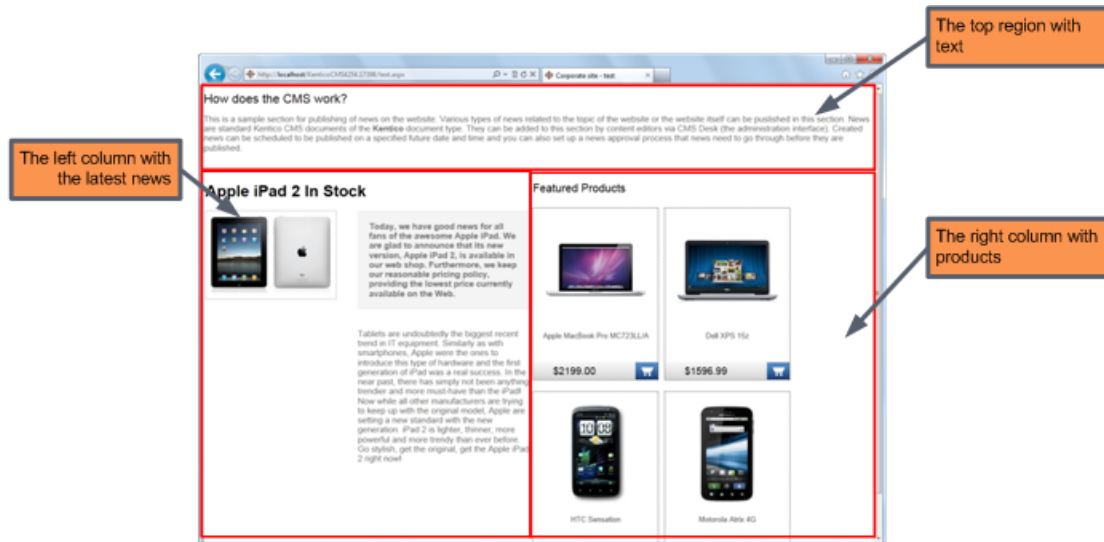 The top region with
text
http://localhost/KenticoCMS4254.27398/test.aspx
Corporate site - test
How does the CMS work?
This is a sample section for publishing of news on the website. Various types of news related to the topic of the website or the website itself can be puslished in this section. News
are standard Kentico CMS documents of the Kentico document type. They can be added to this section by content editors via CMS Desk (the administration interface). Created
news can be scheduled to be published on a specified future date and time and you can also set up a news approval process that news need to go through before they are
published.
The left column with
the latest news
Apple iPad 2 In Stock
Today, we have good news for all
fans of the awesome Apple iPad. We
are glad to announce that its new
version, Apple iPad 2, is available in
our web shop. Furthermore, we keep
our reasonable pricing policy,
providing the lowest price currently
available on the Web.
Tablets are undoubtedly the biggest recent
trend in IT equipment. Similarly as with
smartphones, Apple were the ones to
introduce this type of hardware and the first
generation of iPad was a real success. In the
near past, there has simply not been anything
trendier and more must-have than the iPad!
Now while all other manufacturers are trying
to keep up with the original model, Apple are
setting a new standard with the new
generation. iPad 2 is lighter, thinner, more
powerful and more trendy than ever before.
Go stylish, get the original, get the Apple iPad
2 right now!
Featured Products
Apple MacBook Pro MC723LL/A
Dell XPS 15z
$2199.00
$1596.99
10 08
HTC Sensation
Motorola Atrix 4G
The right column with
products